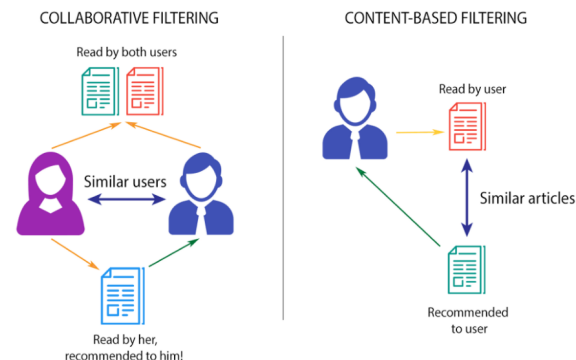 COLLABORATIVE FILTERING
Read by both users
Similar users
Read by her,
recommended to him!
CONTENT-BASED FILTERING
Read by user
Similar articles
Recommended
to user